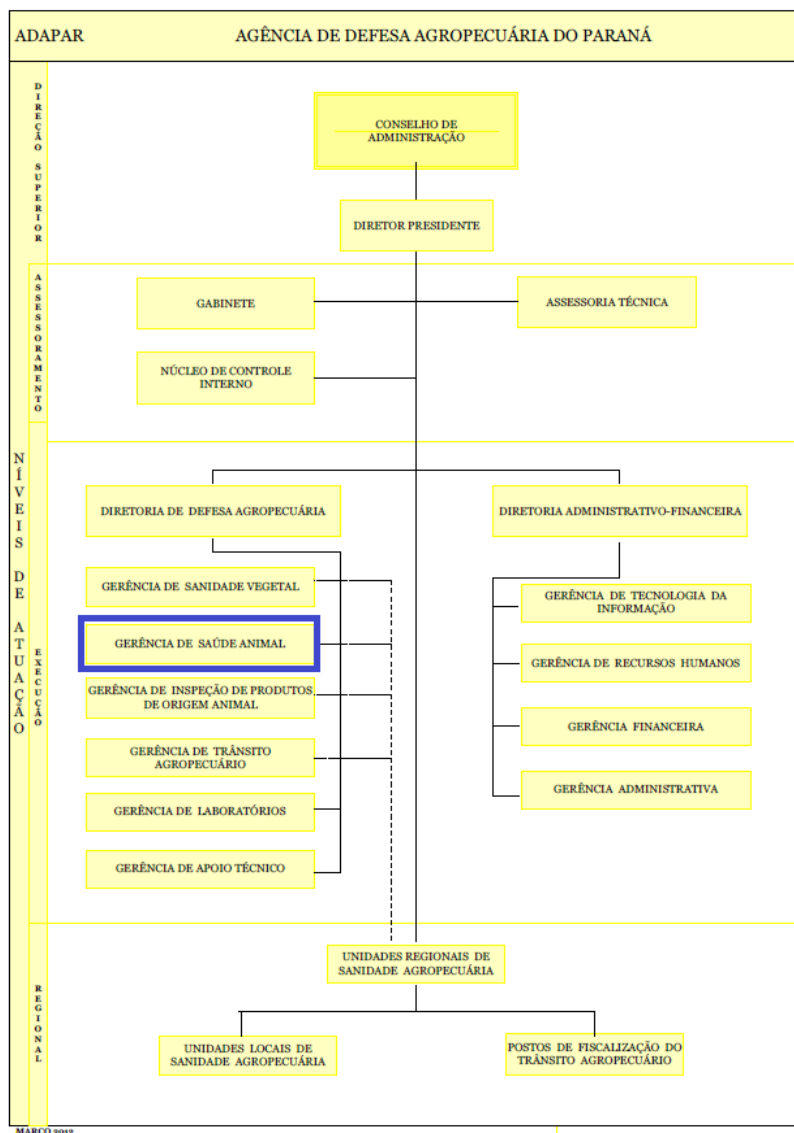 ADAPAR AGÊNCIA DE DEFESA AGROPECUÁRIA DO PARANÁ
NÍVEIS DE ATUAÇÃO
DIREÇÃO SUPERIOR
CONSELHO DE
ADMINISTRAÇÃO
DIRETOR PRESIDENTE
ASSESSORAMENTO
GABINETE
ASSESSORIA TÉCNICA
NÚCLEO DE CONTROLE
INTERNO
EXECUÇÃO
DIRETORIA DE DEFESA AGROPECUÁRIA
GERÊNCIA DE SANIDADE VEGETAL
GERÊNCIA DE SAÚDE ANIMAL
GERÊNCIA DE INSPEÇÃO DE PRODUTOS
DE ORIGEM ANIMAL
GERÊNCIA DE TRÂNSITO
AGROPECUÁRIO
GERÊNCIA DE LABORATÓRIOS
GERÊNCIA DE APOIO TÉCNICO
DIRETORIA ADMINISTRATIVO-FINANCEIRA
GERÊNCIA DE TECNOLOGIA DA
INFORMAÇÃO
GERÊNCIA DE RECURSOS HUMANOS
GERÊNCIA FINANCEIRA
GERÊNCIA ADMINISTRATIVA
REGIONAL
UNIDADES REGIONAIS DE
SANIDADE AGROPECUÁRIA
UNIDADES LOCAIS DE
SANIDADE AGROPECUÁRIA
POSTOS DE FISCALIZAÇÃO DO
TRÂNSITO AGROPECUÁRIO
MARÇO 2012